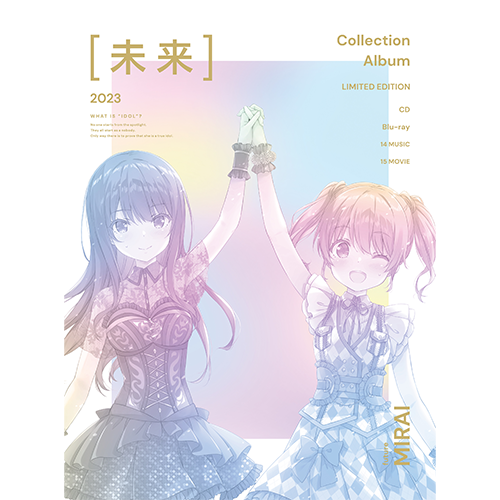 [未来]
2023
WHAT IS "IDOL"?
Collection
Album
LIMITED EDITION
CD
Blu-ray
14 MUSIC
15 MOVIE
MIRAI